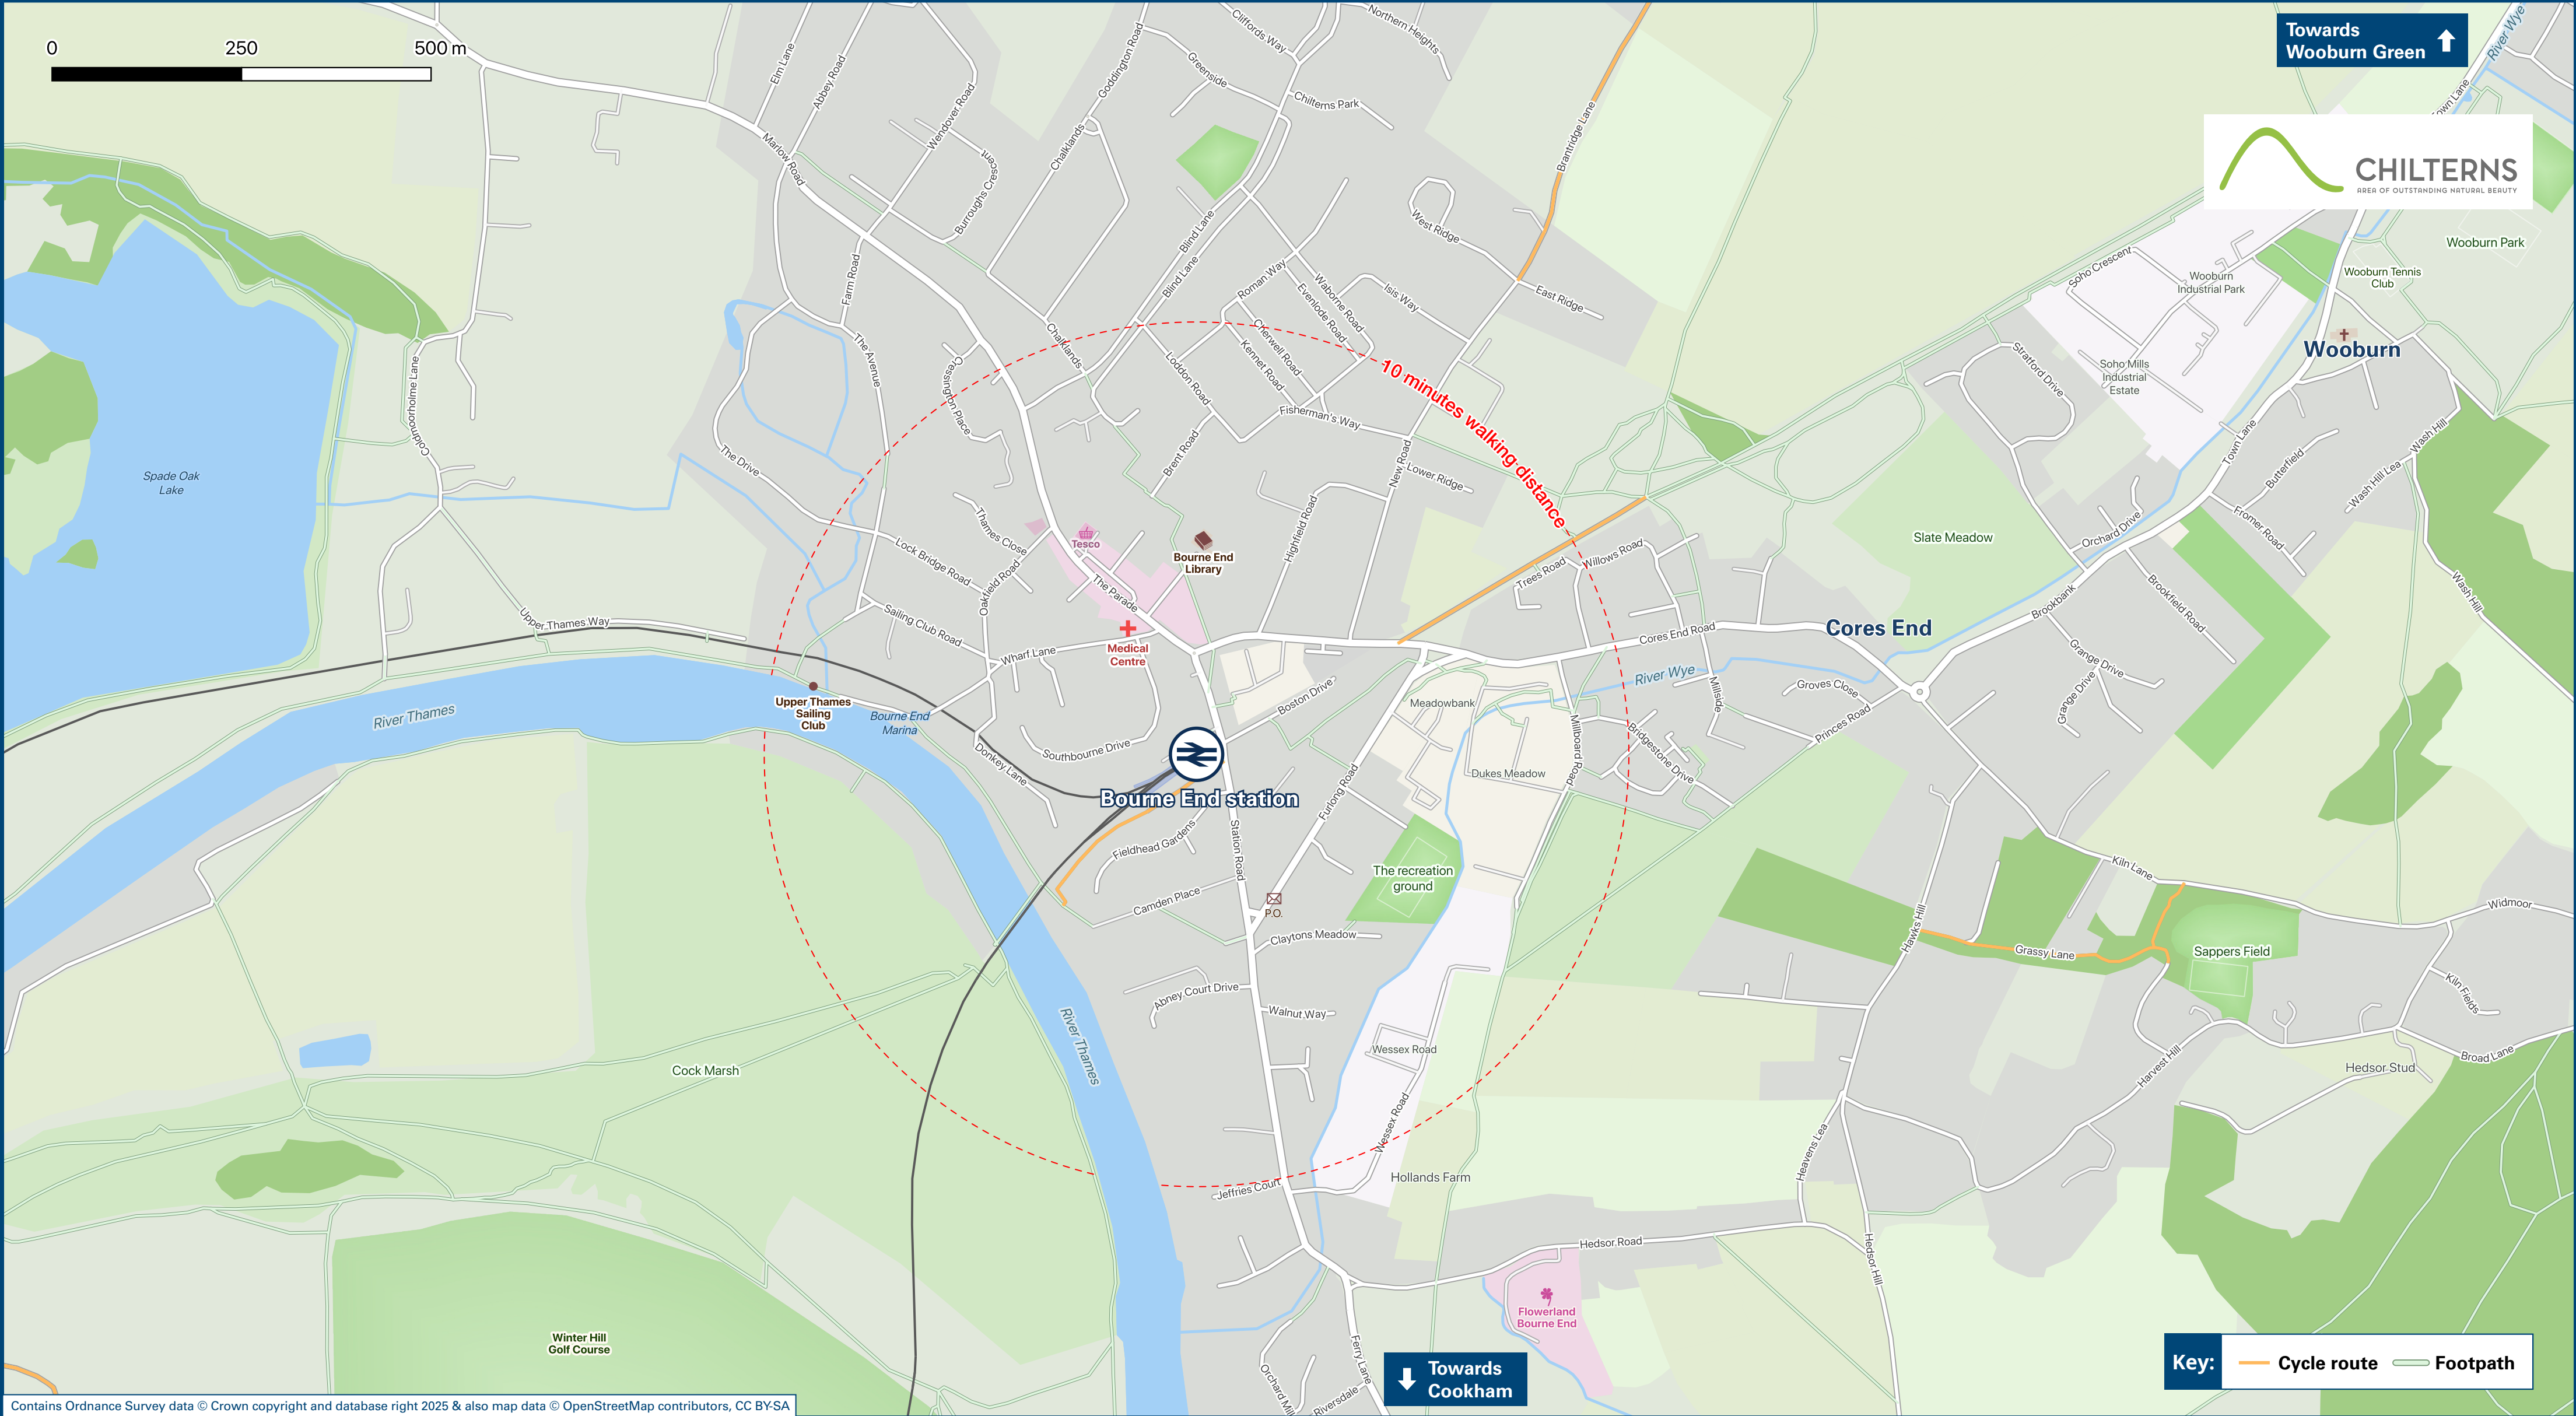 0 250 500 m
Towards
Wooburn Green
River Wye
Town Lane
CHILTERNS
AREA OF OUTSTANDING NATURAL BEAUTY
Elm Lane
Abbey Road
Wendover Road
Goddington Road
Cliffords Way
Greenside
Northern Heights
Chilterns Park
Brantridge Lane
Marlow Road
Chalklands
Burroughs Crescent
Blind Lane
Blind Lane
West Ridge
Farm Road
Roman Way
Waborne Road
Evenlode Road
Isis Way
East Ridge
Soho Crescent
Wooburn
Industrial Park
Wooburn Park
Wooburn Tennis
Club
Wooburn
Soho Mills
Industrial
Estate
Stratford Drive
Coldmoorholme Lane
The Avenue
Cressington Place
Chalklands
Loddon Road
Cherwell Road
Kennet Road
10 minutes walking distance
Fisherman's Way
Brent Road
New Road
Lower Ridge
The Drive
Spade Oak
Lake
Thames Close
Lock Bridge Road
Oakfield Road
Tesco
Bourne End
Library
The Parade
Highfield Road
Trees Road
Willows Road
Slate Meadow
Town Lane
Butterfield
Wash Hill Lea
Wash Hill
Orchard Drive
Fromer Road
Brookfield Road
Brookbank
Wash Hill
Upper Thames Way
Sailing Club Road
Wharf Lane
Medical
Centre
Cores End Road
Cores End
Grange Drive
Grange Drive
River Thames
Upper Thames
Sailing
Club
Bourne End
Marina
Donkey Lane
Southbourne Drive
Boston Drive
Meadowbank
River Wye
Millside
Groves Close
Princes Road
Dukes Meadow
Millboard Road
Bridgestone Drive
Bourne End station
Furlong Road
Fieldhead Gardens
Station Road
Camden Place
P.O.
The recreation
ground
Claytons Meadow
Kiln Lane
Widmoor
Hawks Hill
Grassy Lane
Sappers Field
Kiln Fields
Abney Court Drive
Walnut Way
River Thames
Wessex Road
Wessex Road
Cock Marsh
Harvest Hill
Hedsor Stud
Broad Lane
Heavens Lea
Jeffries Court
Hollands Farm
Hedsor Road
Hedsor Hill
Flowerland
Bourne End
Winter Hill
Golf Course
Ferry Lane
Orchard Mill
Riversdale
Towards
Cookham
Key: Cycle route Footpath
Contains Ordnance Survey data © Crown copyright and database right 2025 & also map data © OpenStreetMap contributors, CC BY-SA